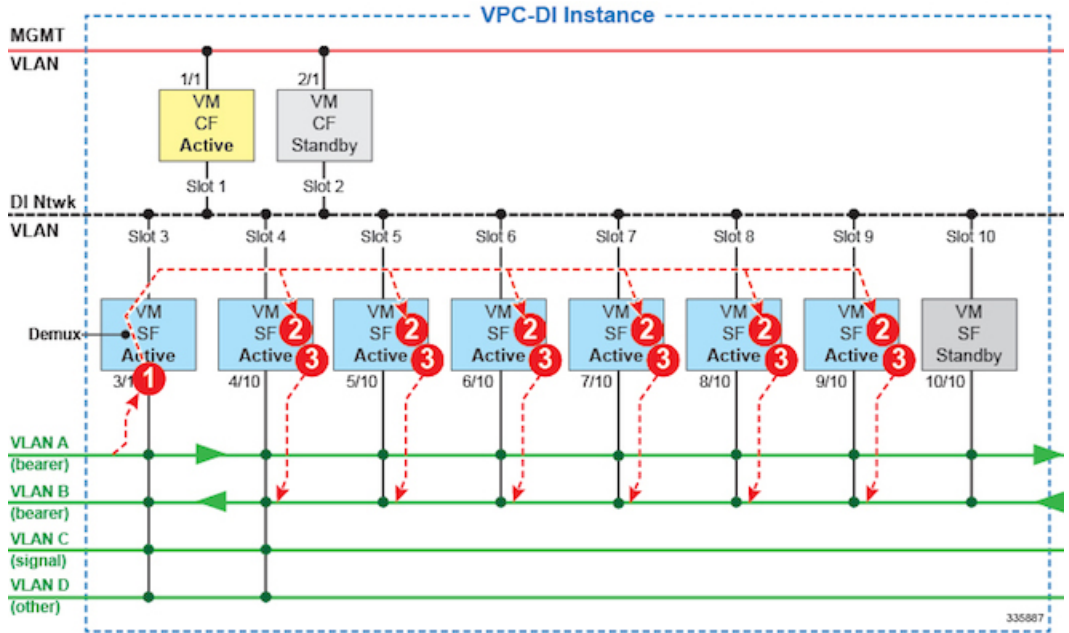 VPC-DI Instance
MGMT
VLAN
1/1
2/1
VM
CF
Active
VM
CF
Standby
Slot 1
Slot 2
DI Ntwk
VLAN
Slot 3
Slot 4
Slot 5
Slot 6
Slot 7
Slot 8
Slot 9
Slot 10
Demux
VM
SF
Active
VM
SF
Active
VM
SF
Active
VM
SF
Active
VM
SF
Active
VM
SF
Active
VM
SF
Active
VM
SF
Standby
2
2
2
2
2
2
3
3
3
3
3
3
1
4/10
5/10
6/10
7/10
8/10
9/10
10/10
VLAN A
(bearer)
VLAN B
(bearer)
VLAN C
(signal)
VLAN D
(other)
335887